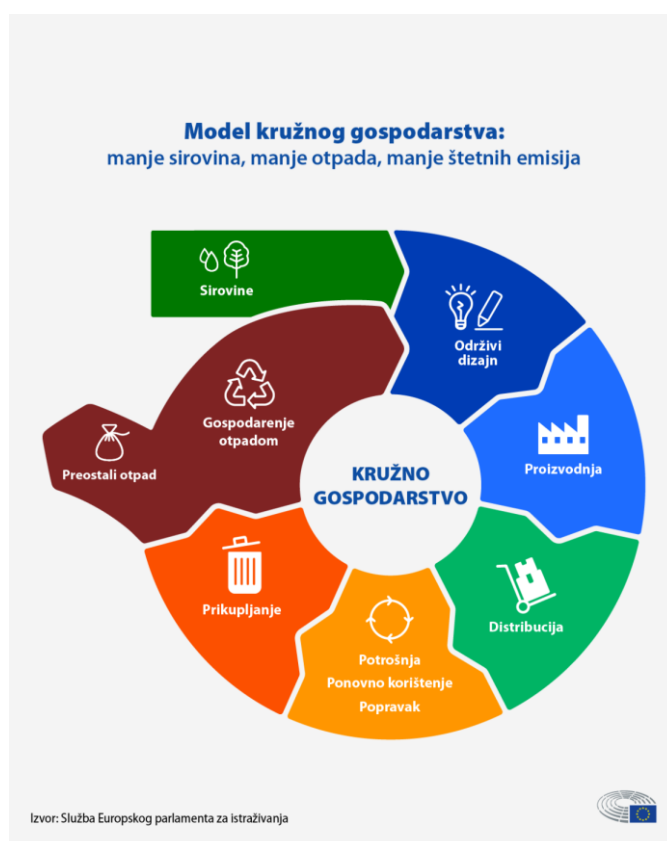 Model kružnog gospodarstva:
manje sirovina, manje otpada, manje štetnih emisija
Sirovine
Održivi
dizajn
Proizvodnja
Distribucija
Potrošnja
Ponovno korištenje
Popravak
Prikupljanje
Gospodarenje
otpadom
Preostali otpad
KRUŽNO
GOSPODARSTVO
Izvor: Služba Europskog parlamenta za istraživanja